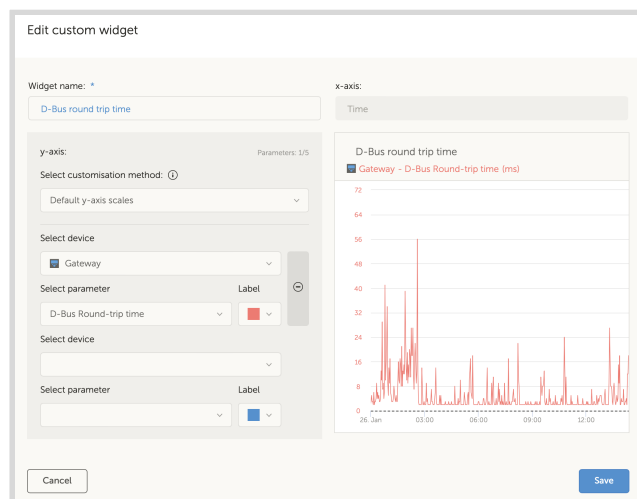 Edit custom widget
Widget name: *
x-axis:
D-Bus round trip time
Time
y-axis:
Parameters: 1/5
Select customisation method:
Default y-axis scales
Select device
Gateway
Select parameter
Label
D-Bus Round-trip time
Select device
Select parameter
Label
D-Bus round trip time
Gateway - D-Bus Round-trip time (ms)
72
64
56
48
40
32
24
16
8
0
26. Jan
03:00
06:00
09:00
12:00
Cancel
Save